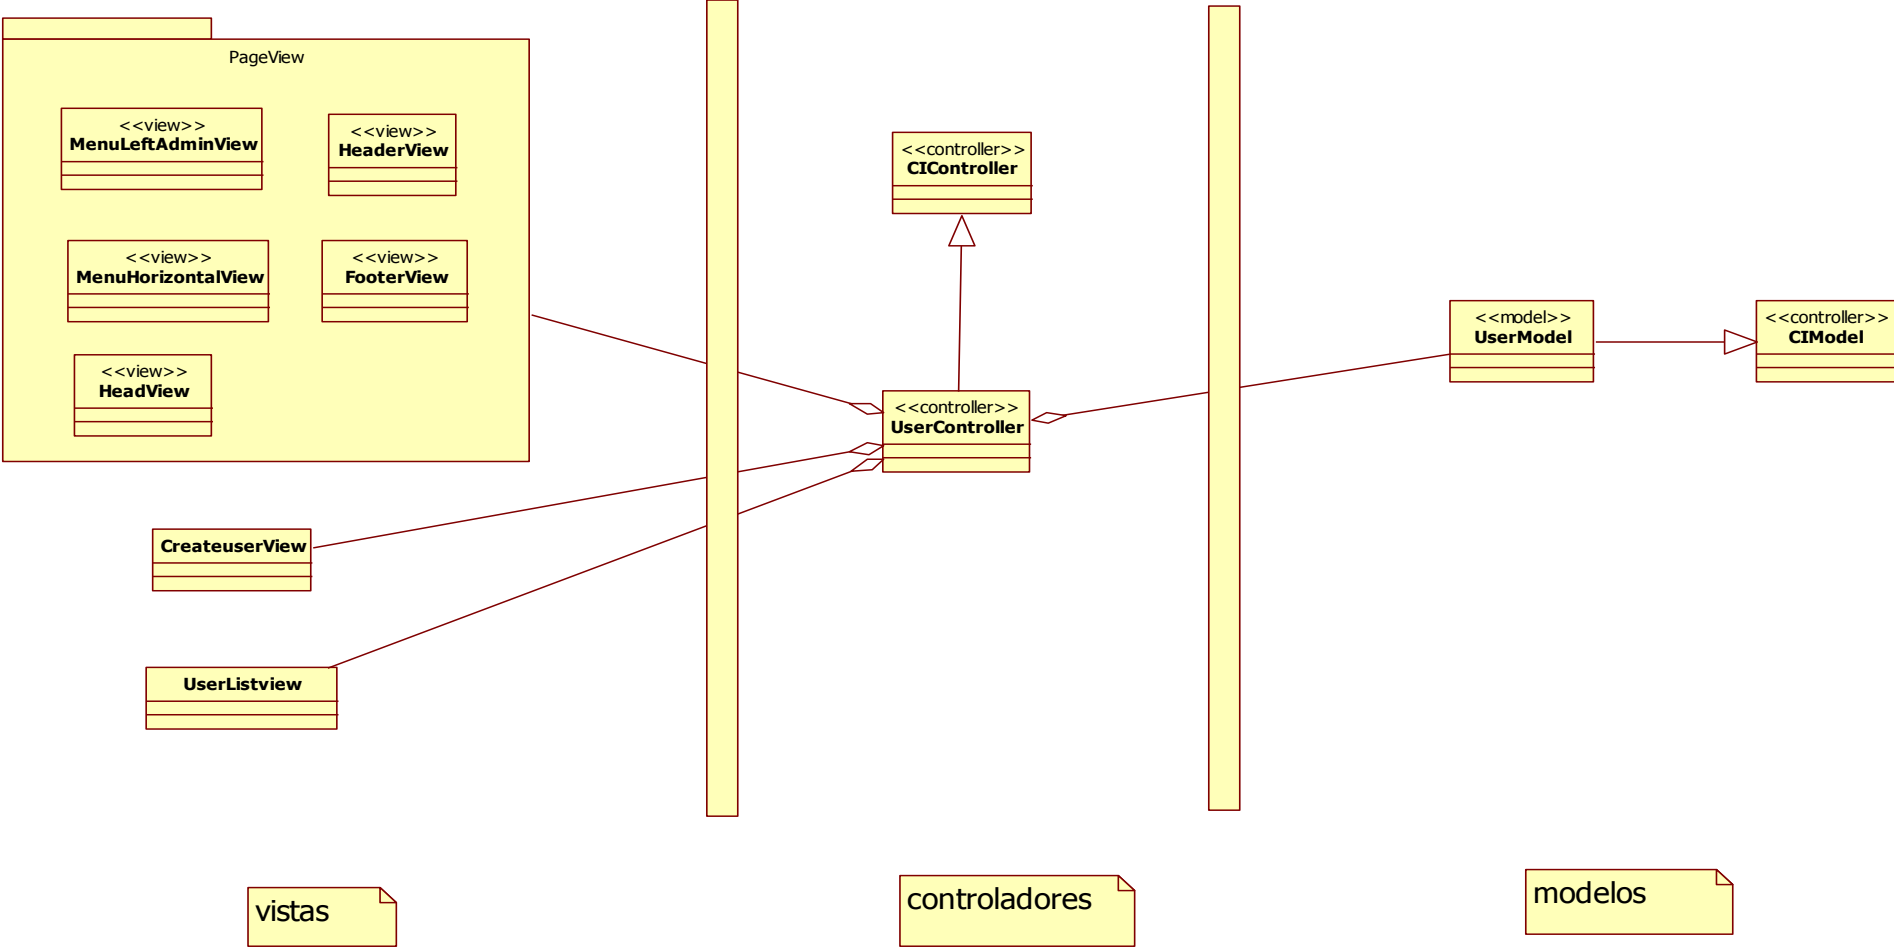 PageView
<<view>>
MenuLeftAdminView
<<view>>
HeaderView
<<view>>
MenuHorizontalView
<<view>>
FooterView
<<view>>
HeadView
CreateuserView
UserListview
<<controller>>
CIController
<<controller>>
UserController
<<model>>
UserModel
<<controller>>
CIModel
vistas
controladores
modelos